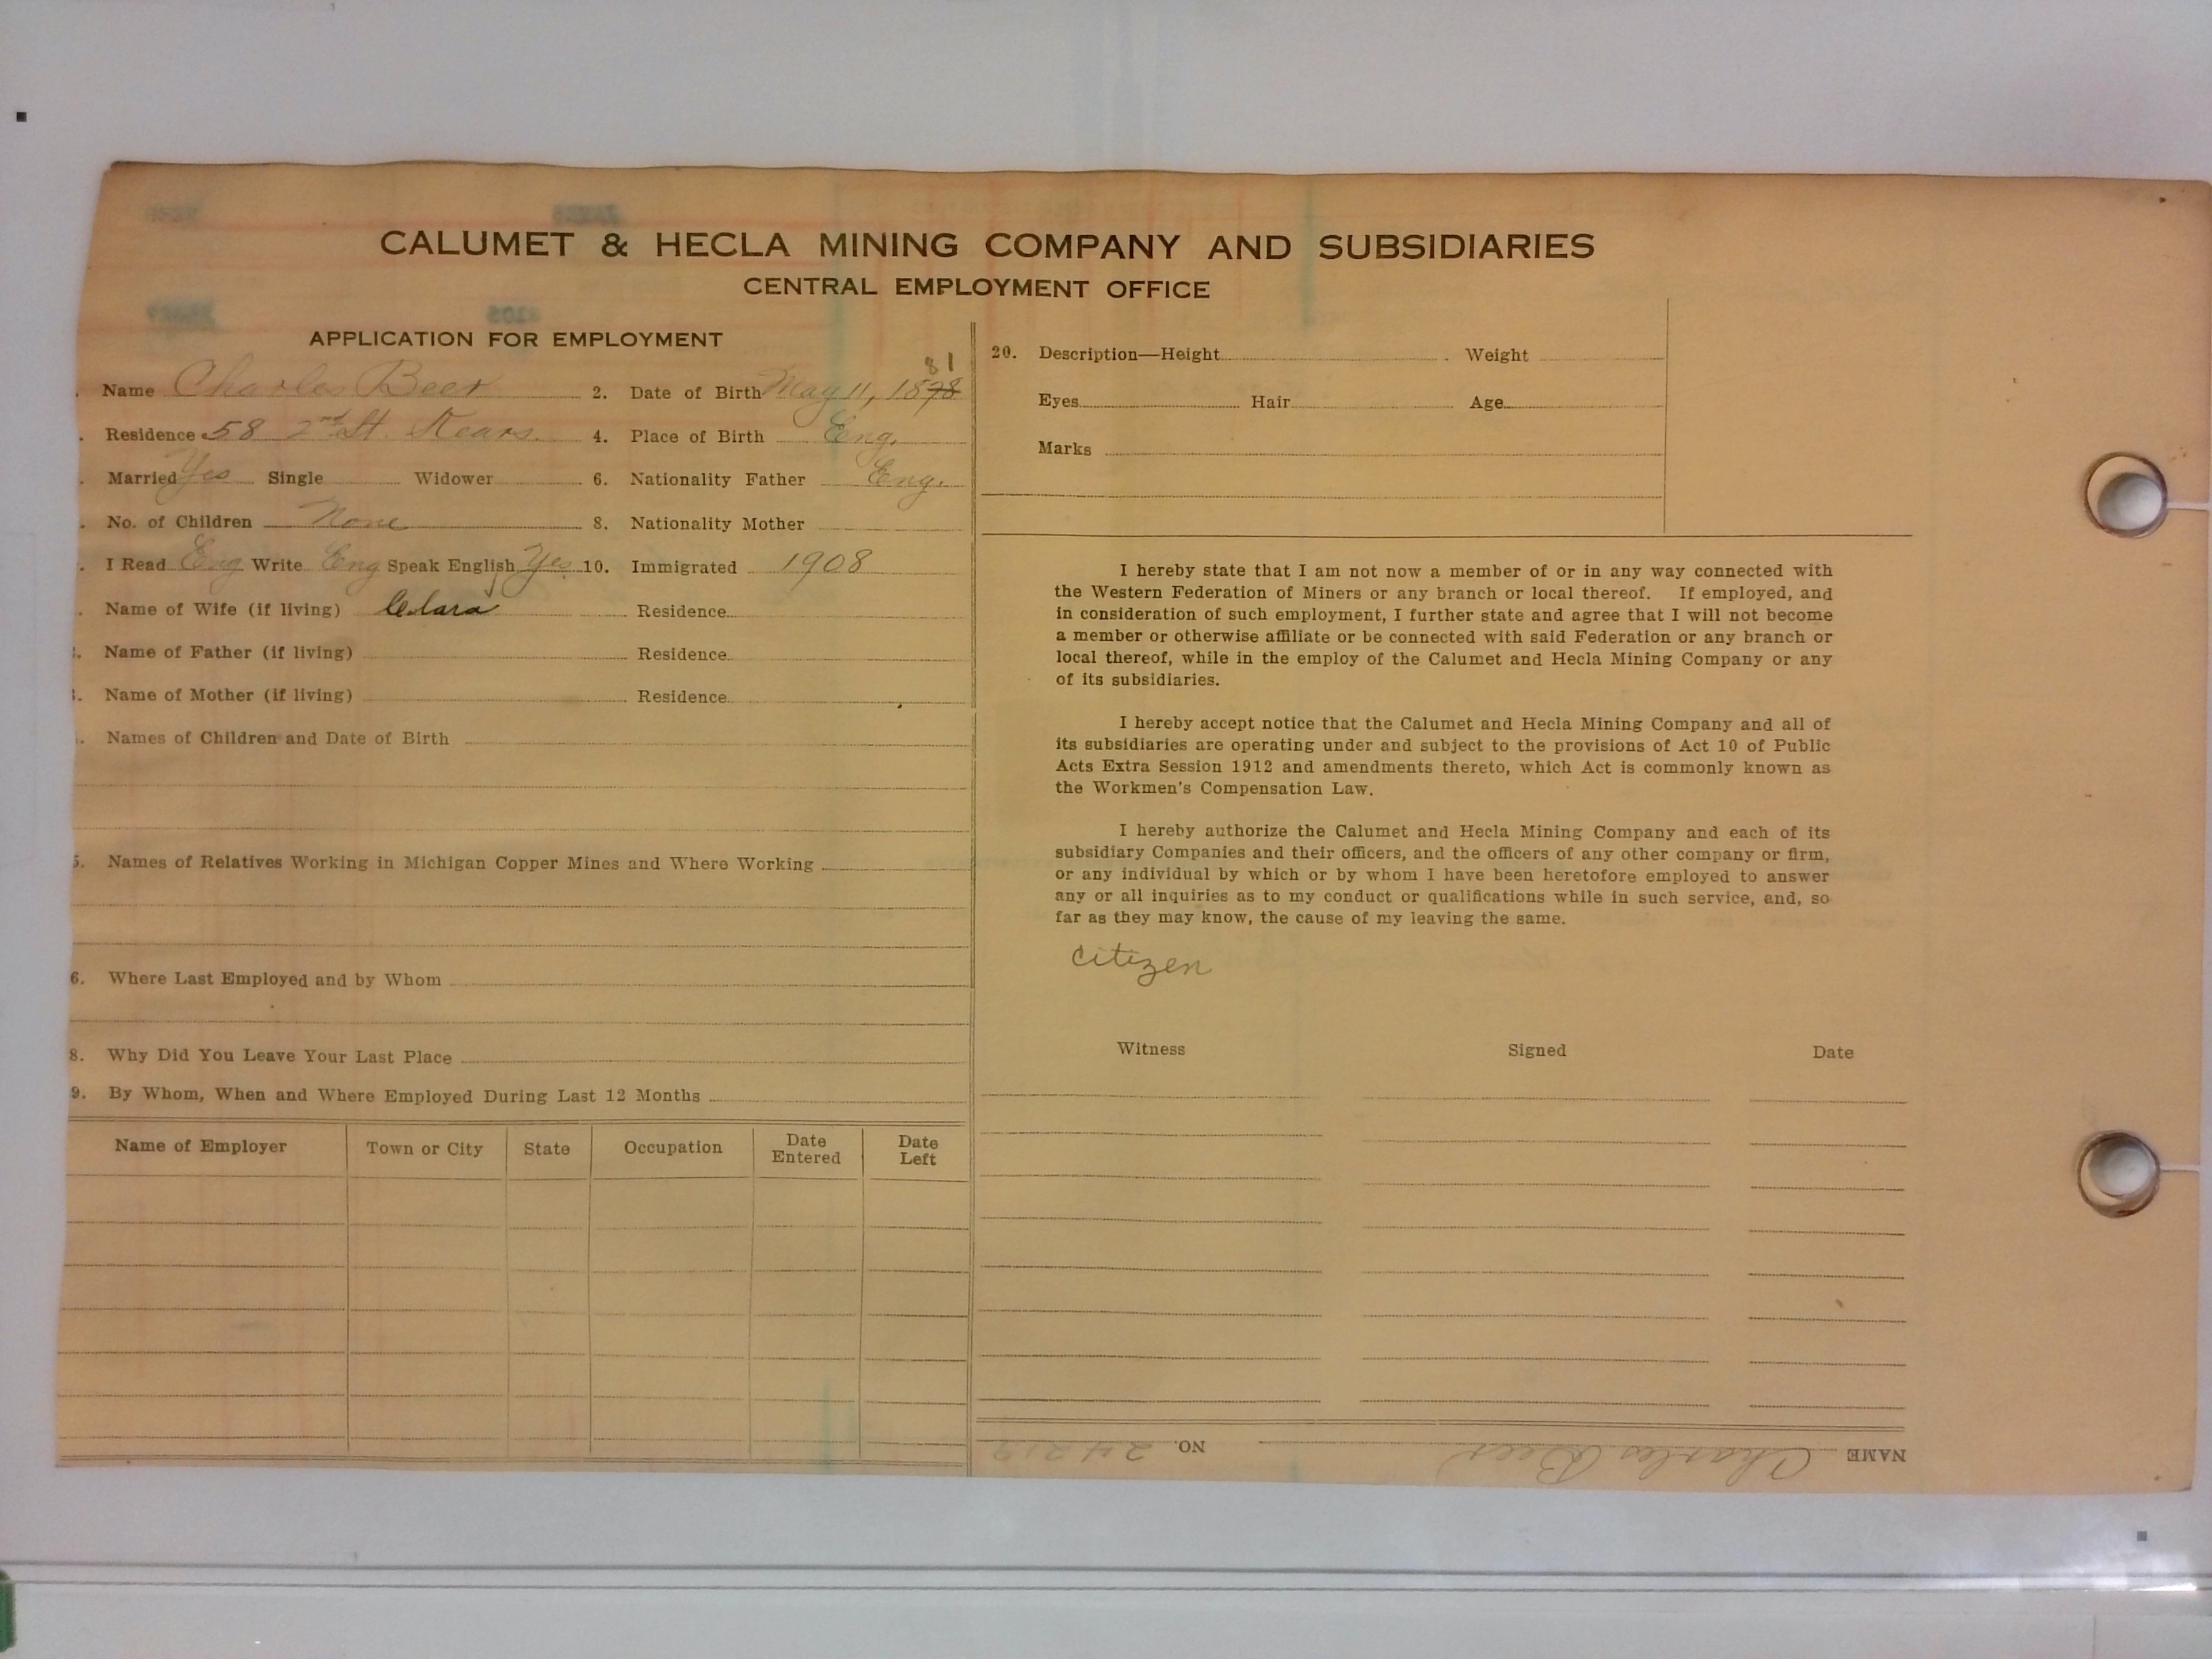 CALUMET & HECLA MINING COMPANY AND SUBSIDIARIES
CENTRAL EMPLOYMENT OFFICE
APPLICATION FOR EMPLOYMENT
Name Charles Beer 2. Date of Birth May 11, 1878 81
Residence 58 2nd St. Kears. 4. Place of Birth Eng.
Married Yes Single Widower 6. Nationality Father Eng.
No. of Children None 8. Nationality Mother
I Read Eng Write Eng Speak English Yes 10. Immigrated 1908
Name of Wife (if living) Clara Residence
Name of Father (if living) Residence
Name of Mother (if living) Residence
Names of Children and Date of Birth
5. Names of Relatives Working in Michigan Copper Mines and Where Working
6. Where Last Employed and by Whom
8. Why Did You Leave Your Last Place
9. By Whom, When and Where Employed During Last 12 Months
Name of Employer Town or City State Occupation Date Entered Date Left
20. Description—Height Weight
Eyes Hair Age
Marks
I hereby state that I am not now a member of or in any way connected with
the Western Federation of Miners or any branch or local thereof. If employed, and
in consideration of such employment, I further state and agree that I will not become
a member or otherwise affiliate or be connected with said Federation or any branch or
local thereof, while in the employ of the Calumet and Hecla Mining Company or any
of its subsidiaries.
I hereby accept notice that the Calumet and Hecla Mining Company and all of
its subsidiaries are operating under and subject to the provisions of Act 10 of Public
Acts Extra Session 1912 and amendments thereto, which Act is commonly known as
the Workmen's Compensation Law.
I hereby authorize the Calumet and Hecla Mining Company and each of its
subsidiary Companies and their officers, and the officers of any other company or firm,
or any individual by which or by whom I have been heretofore employed to answer
any or all inquiries as to my conduct or qualifications while in such service, and, so
far as they may know, the cause of my leaving the same.
Citizen
Witness Signed Date
NAME Charles Beer NO. 24219